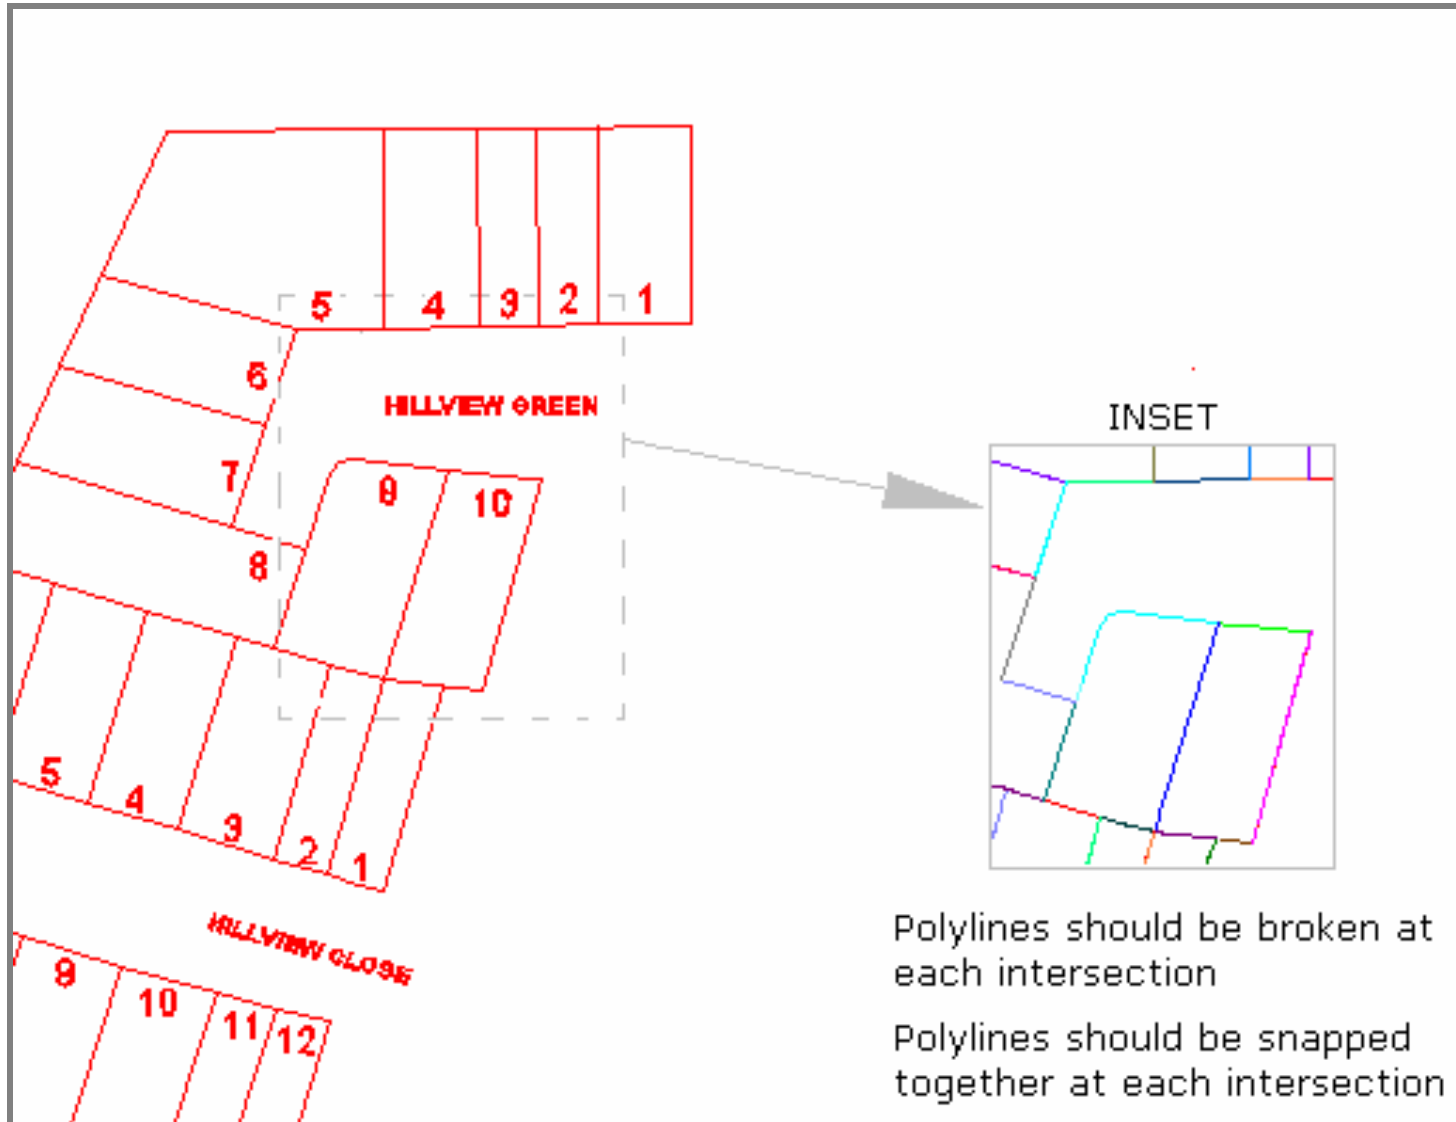 5 4 3 2 1
6
HILLVIEW GREEN
INSET
7
9 10
8
5 4 3 2 1
HILLVIEW CLOSE
9 10 11 12
Polylines should be broken at
each intersection
Polylines should be snapped
together at each intersection